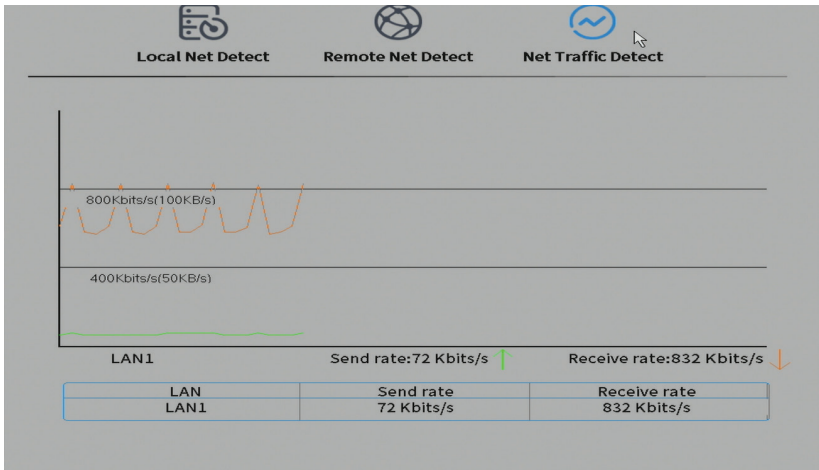 Local Net Detect
Remote Net Detect
Net Traffic Detect
800Kbits/s(100KB/s)
400Kbits/s(50KB/s)
LAN1
Send rate:72 Kbits/s
Receive rate:832 Kbits/s
LAN Send rate Receive rate
LAN1 72 Kbits/s 832 Kbits/s